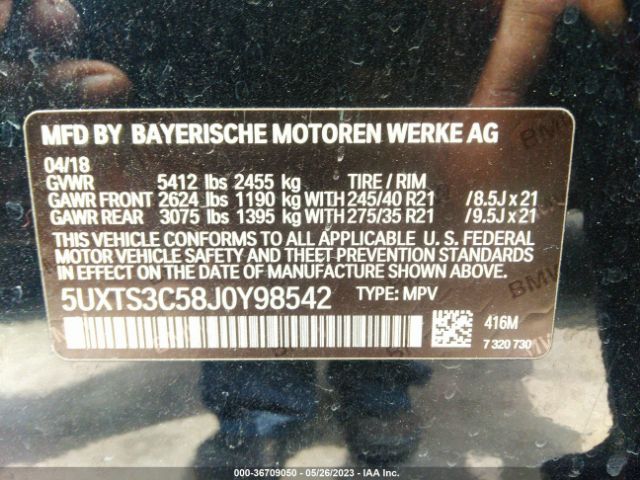 MFD BY BAYERISCHE MOTOREN WERKE AG
04/18
GVWR 5412 lbs 2455 kg TIRE / RIM
GAWR FRONT 2624 lbs 1190 kg WITH 245/40 R21 / 8.5J x 21
GAWR REAR 3075 lbs 1395 kg WITH 275/35 R21 / 9.5J x 21
THIS VEHICLE CONFORMS TO ALL APPLICABLE U. S. FEDERAL
MOTOR VEHICLE SAFETY AND THEFT PREVENTION STANDARDS
IN EFFECT ON THE DATE OF MANUFACTURE SHOWN ABOVE.
5UXTS3C58J0Y98542 TYPE: MPV
416M
7 320 730
000-36709050 - 05/26/2023 - IAA Inc.